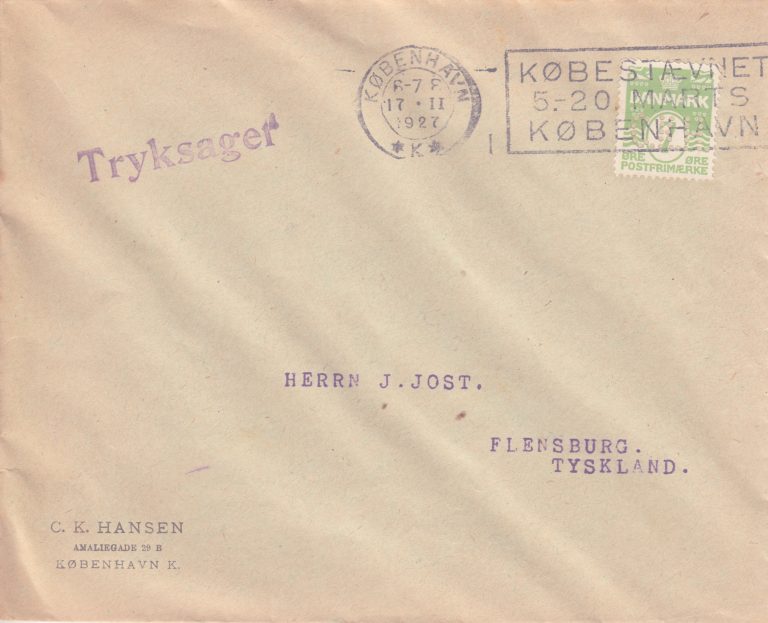 KØBENHAVN
17 • II
1927
* K *
KØBESTÆVNET
5.-20. MARTS
KØBENHAVN
DANMARK
7
ØRE ØRE
POSTFRIMÆRKE
Tryksager
HERRN J.JOST.
FLENSBURG.
TYSKLAND.
C. K. HANSEN
AMALIEGADE 29 B
KØBENHAVN K.